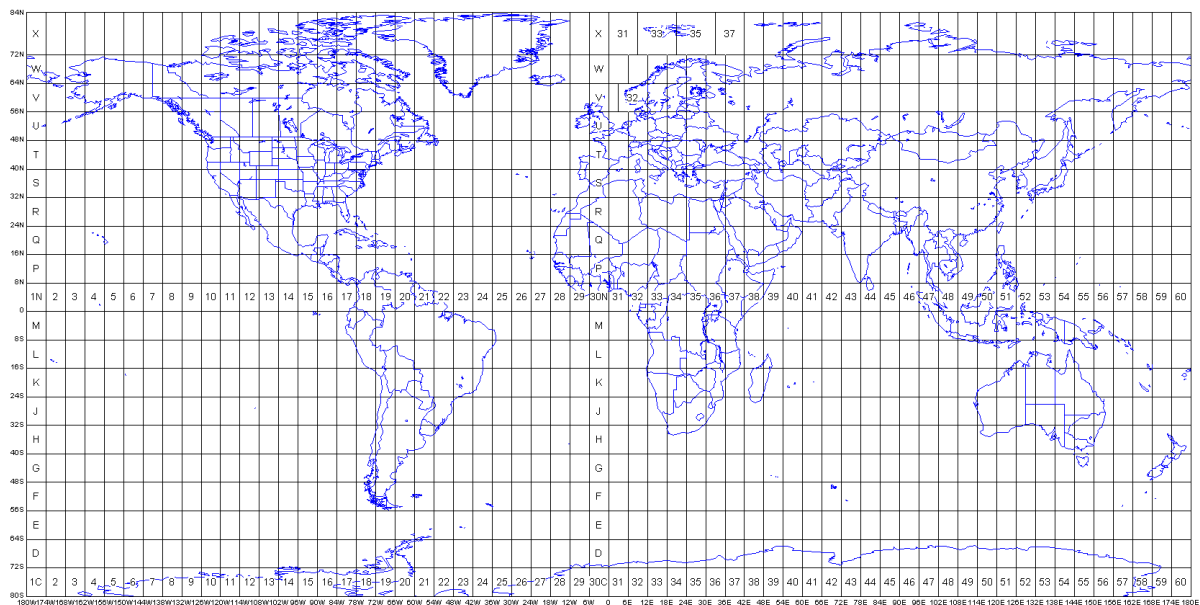 84N
X X 31 33 35 37
72N
W W
64N
V V 32
56N
U U
48N
T T
40N
S S
32N
R R
24N
Q Q
16N
P P
8N
1N 2 3 4 5 6 7 8 9 10 11 12 13 14 15 16 17 18 19 20 21 22 23 24 25 26 27 28 29 30N 31 32 33 34 35 36 37 38 39 40 41 42 43 44 45 46 47 48 49 50 51 52 53 54 55 56 57 58 59 60
0
M M
8S
L L
16S
K K
24S
J J
32S
H H
40S
G G
48S
F F
56S
E E
64S
D D
72S
1C 2 3 4 5 6 7 8 9 10 11 12 13 14 15 16 17 18 19 20 21 22 23 24 25 26 27 28 29 30C 31 32 33 34 35 36 37 38 39 40 41 42 43 44 45 46 47 48 49 50 51 52 53 54 55 56 57 58 59 60
80S
180W 174W 168W 162W 156W 150W 144W 138W 132W 126W 120W 114W 108W 102W 96W 90W 84W 78W 72W 66W 60W 54W 48W 42W 36W 30W 24W 18W 12W 6W 0 6E 12E 18E 24E 30E 36E 42E 48E 54E 60E 66E 72E 78E 84E 90E 96E 102E 108E 114E 120E 126E 132E 138E 144E 150E 156E 162E 168E 174E 180E